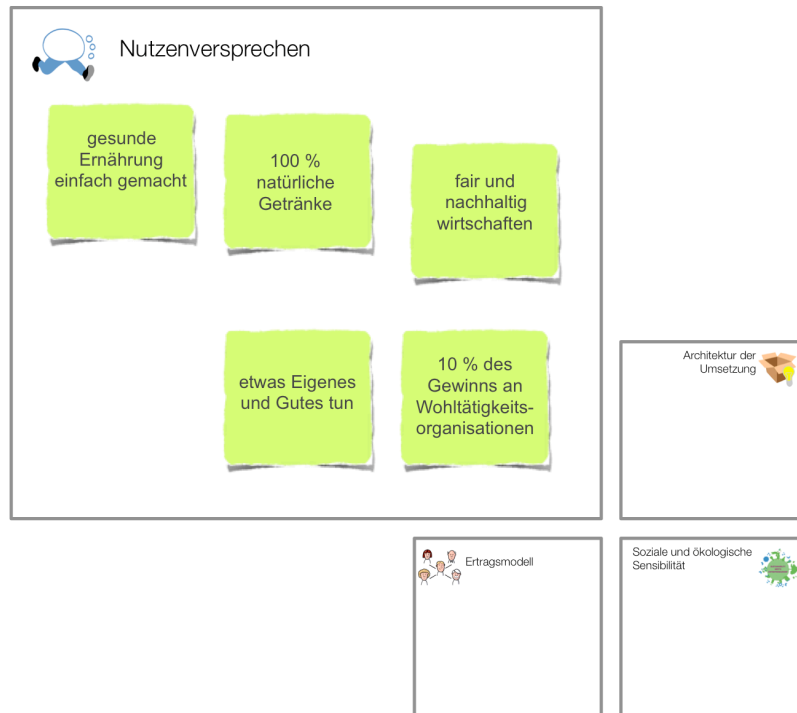 Nutzenversprechen
gesunde
Ernährung
einfach gemacht
100 %
natürliche
Getränke
fair und
nachhaltig
wirtschaften
etwas Eigenes
und Gutes tun
10 % des
Gewinns an
Wohltätigkeits-
organisationen
Architektur der
Umsetzung
Ertragsmodell
Soziale und ökologische
Sensibilität